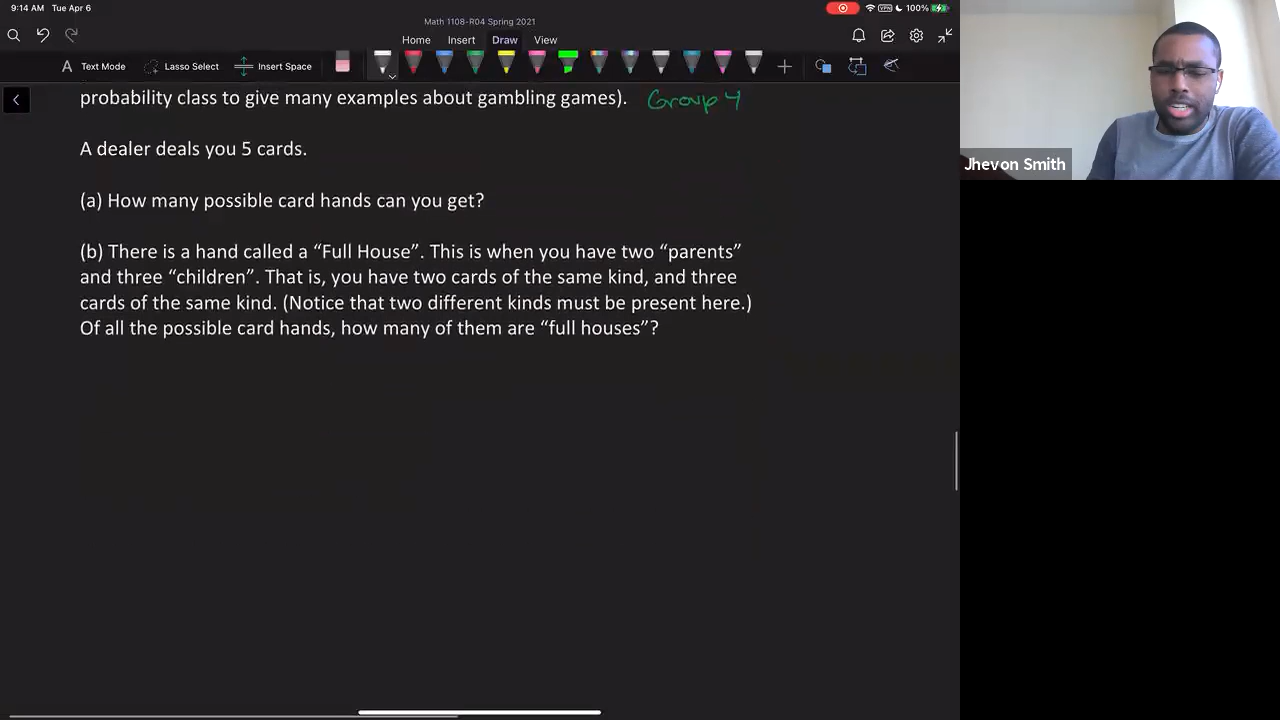 9:14 AM Tue Apr 6
100%
Math 1108-R04 Spring 2021
Home Insert Draw View
A Text Mode Lasso Select Insert Space
probability class to give many examples about gambling games). Group 4
A dealer deals you 5 cards.
(a) How many possible card hands can you get?
(b) There is a hand called a “Full House”. This is when you have two “parents”
and three “children”. That is, you have two cards of the same kind, and three
cards of the same kind. (Notice that two different kinds must be present here.)
Of all the possible card hands, how many of them are “full houses”?
Jhevon Smith